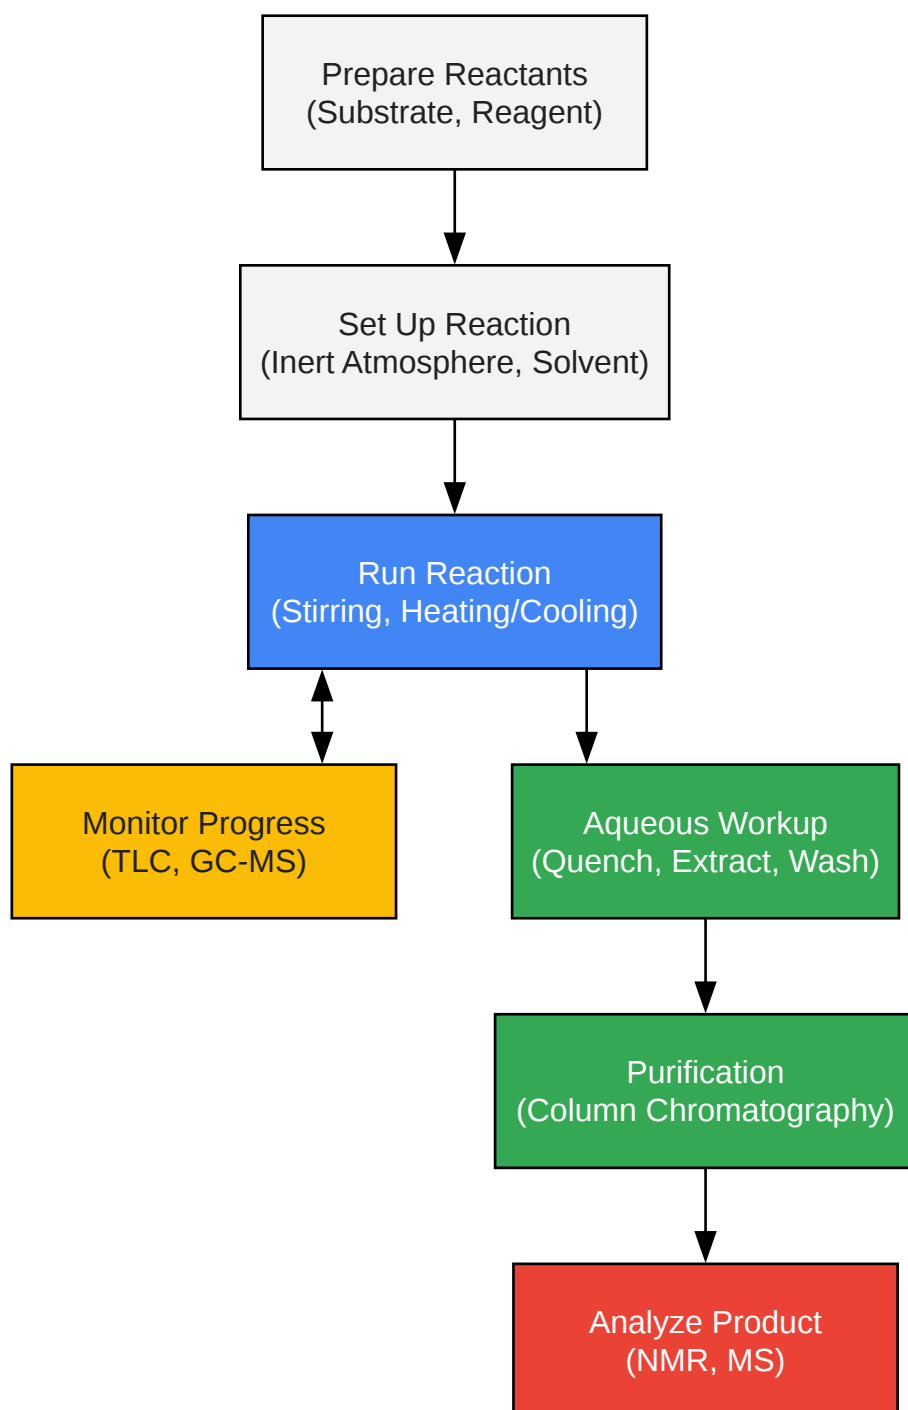 Prepare Reactants
(Substrate, Reagent)
Set Up Reaction
(Inert Atmosphere, Solvent)
Run Reaction
(Stirring, Heating/Cooling)
Monitor Progress
(TLC, GC-MS)
Aqueous Workup
(Quench, Extract, Wash)
Purification
(Column Chromatography)
Analyze Product
(NMR, MS)